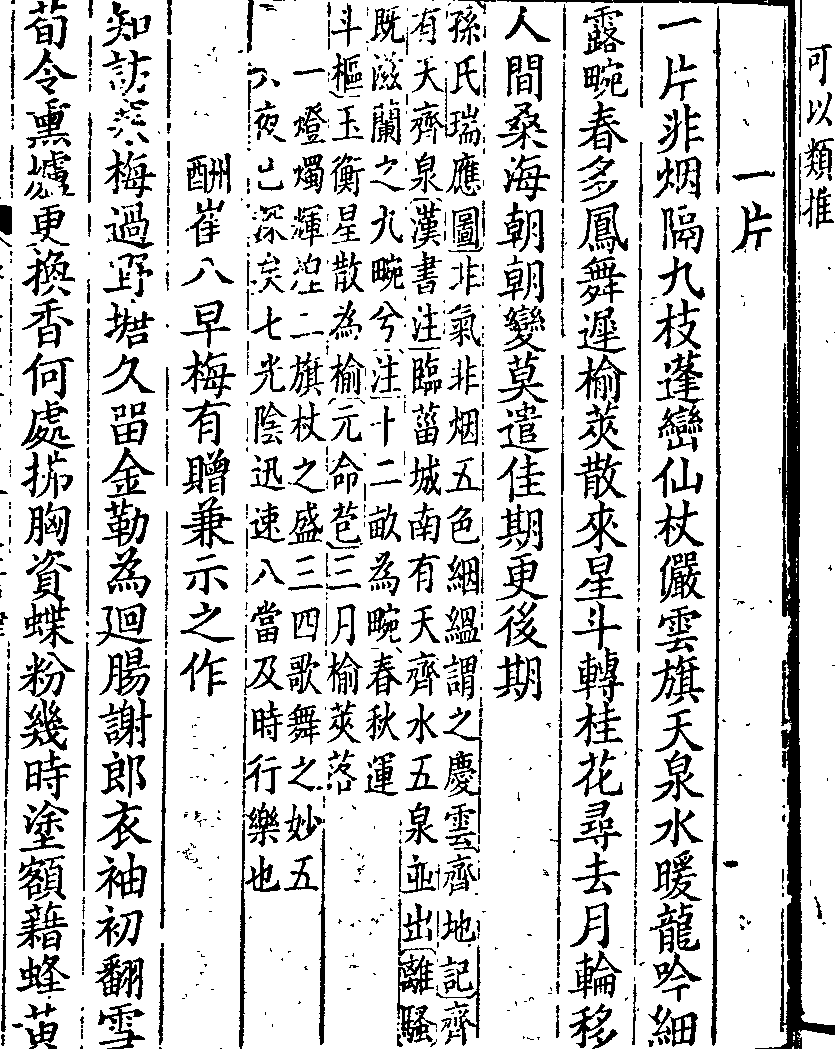 可以類推
一片
一片非烟隔九枝蓬巒仙杖儼雲旗天泉水暖龍吟細
露畹春多鳳舞遲榆莢散來星斗轉桂花尋去月輪移
人間桑海朝朝變莫遣佳期更後期
孫氏瑞應圖非氣非烟五色絪緼謂之慶雲齊地記齊
有天齊泉漢書注臨菑城南有天齊水五泉並出離騷
既滋蘭之九畹兮注十二畝為畹春秋運
斗樞玉衡星散為榆元命苞三月榆莢落
一燈燭輝煌二旗杖之盛三四歌舞之妙五
六夜已深矣七光陰迅速八當及時行樂也
酬崔八早梅有贈兼示之作
知訪寒梅過野塘久留金勒為迴腸謝郎衣袖初翻雪
荀令熏爐更換香何處拂胸資蝶粉幾時塗額藉蜂黄